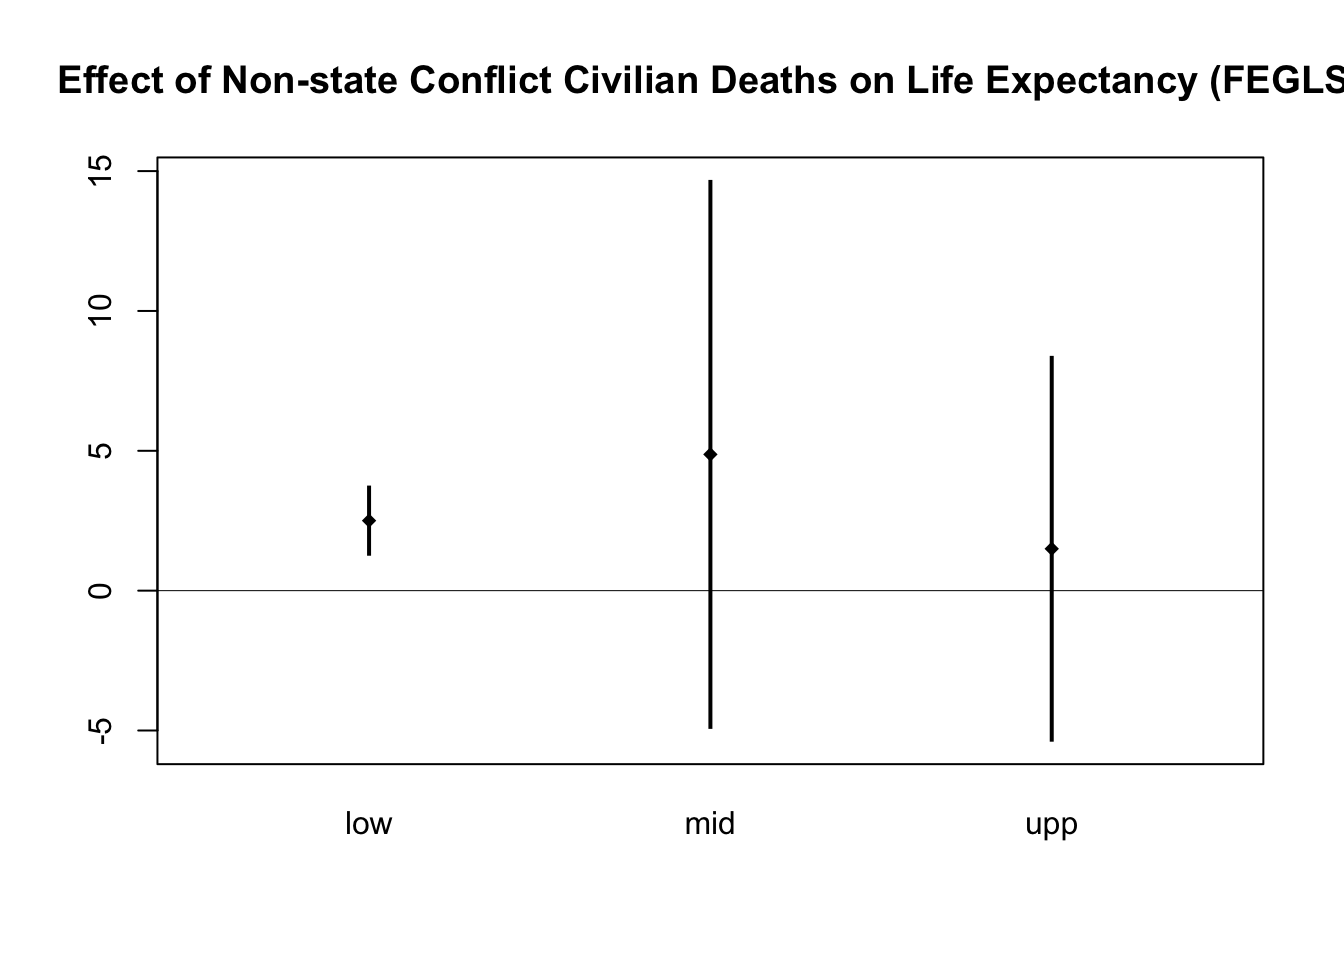 Effect of Non-state Conflict Civilian Deaths on Life Expectancy (FEGLS
15
10
5
0
-5
low mid upp